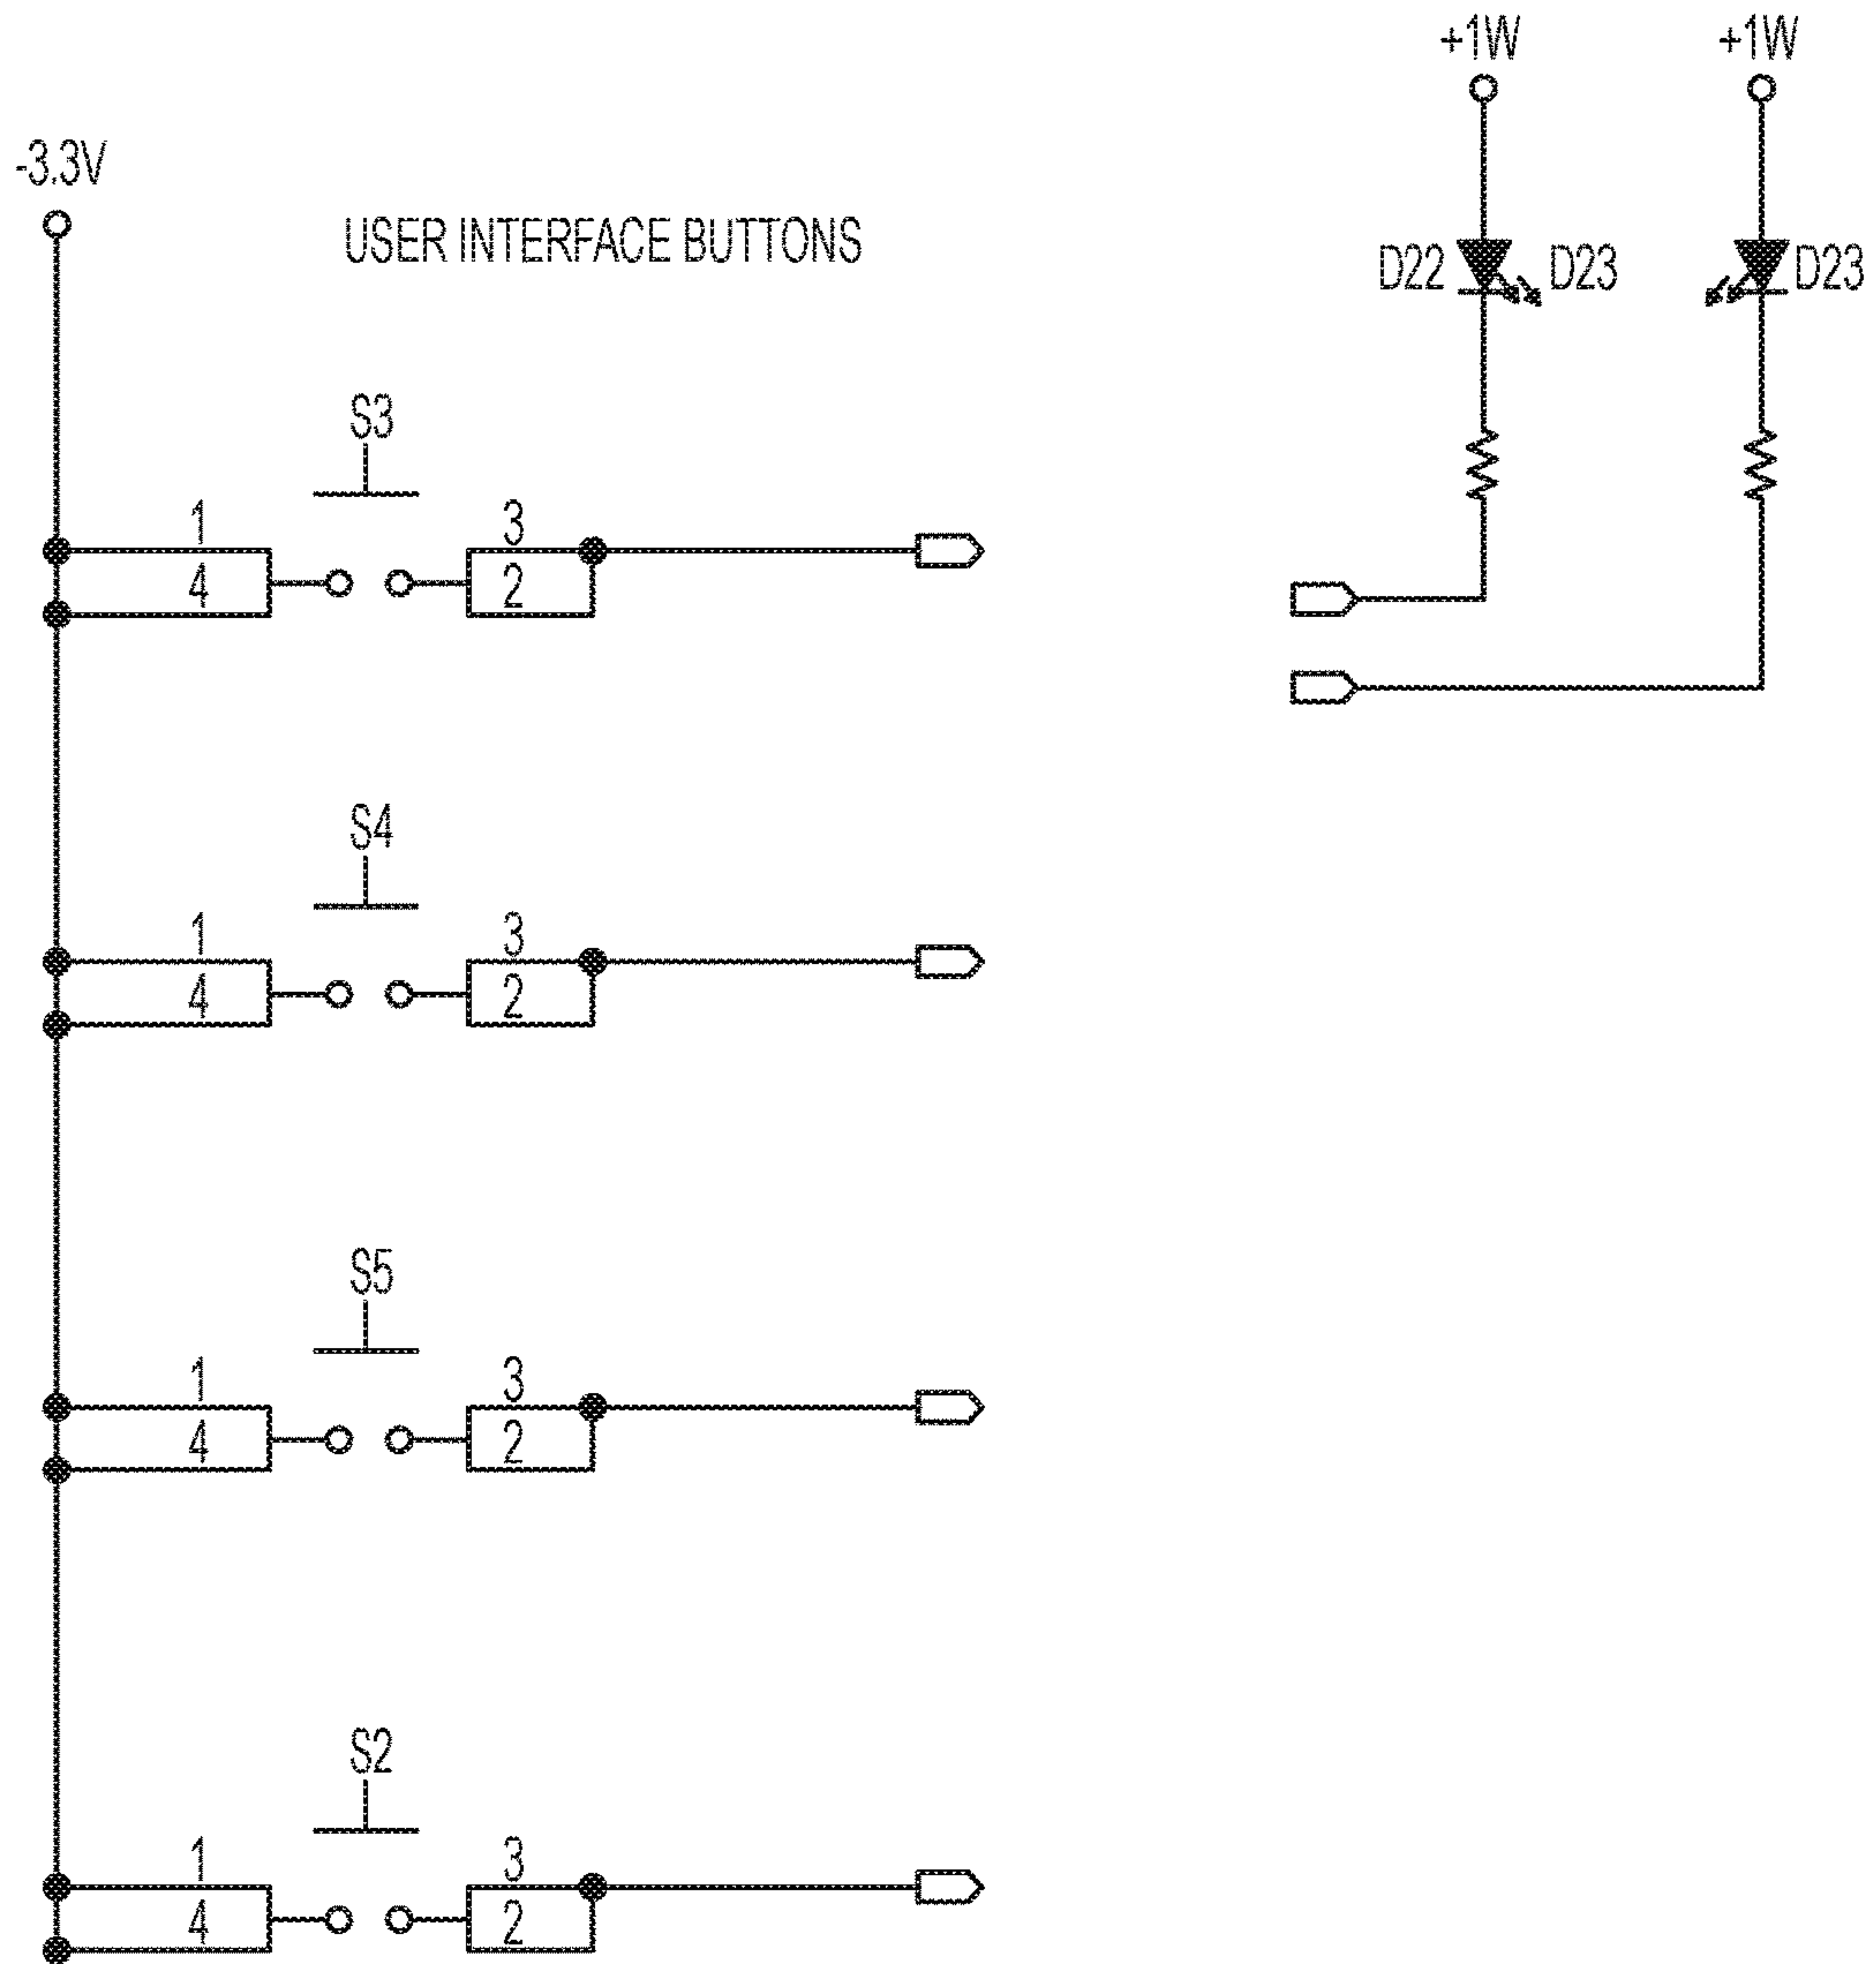 +1W +1W
-3.3V
USER INTERFACE BUTTONS
D22 D23 D23
S3
1 3
4 2
S4
1 3
4 2
S5
1 3
4 2
S2
1 3
4 2